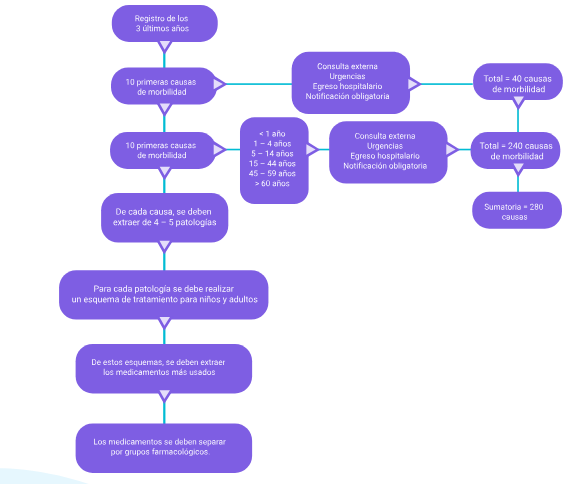 Registro de los
3 últimos años
10 primeras causas
de morbilidad
Consulta externa
Urgencias
Egreso hospitalario
Notificación obligatoria
Total = 40 causas
de morbilidad
10 primeras causas
de morbilidad
< 1 año
1 – 4 años
5 – 14 años
15 – 44 años
45 – 59 años
> 60 años
Consulta externa
Urgencias
Egreso hospitalario
Notificación obligatoria
Total = 240 causas
de morbilidad
Sumatoria = 280
causas
De cada causa, se deben
extraer de 4 – 5 patologías
Para cada patología se debe realizar
un esquema de tratamiento para niños y adultos
De estos esquemas, se deben extraer
los medicamentos más usados
Los medicamentos se deben separar
por grupos farmacológicos.